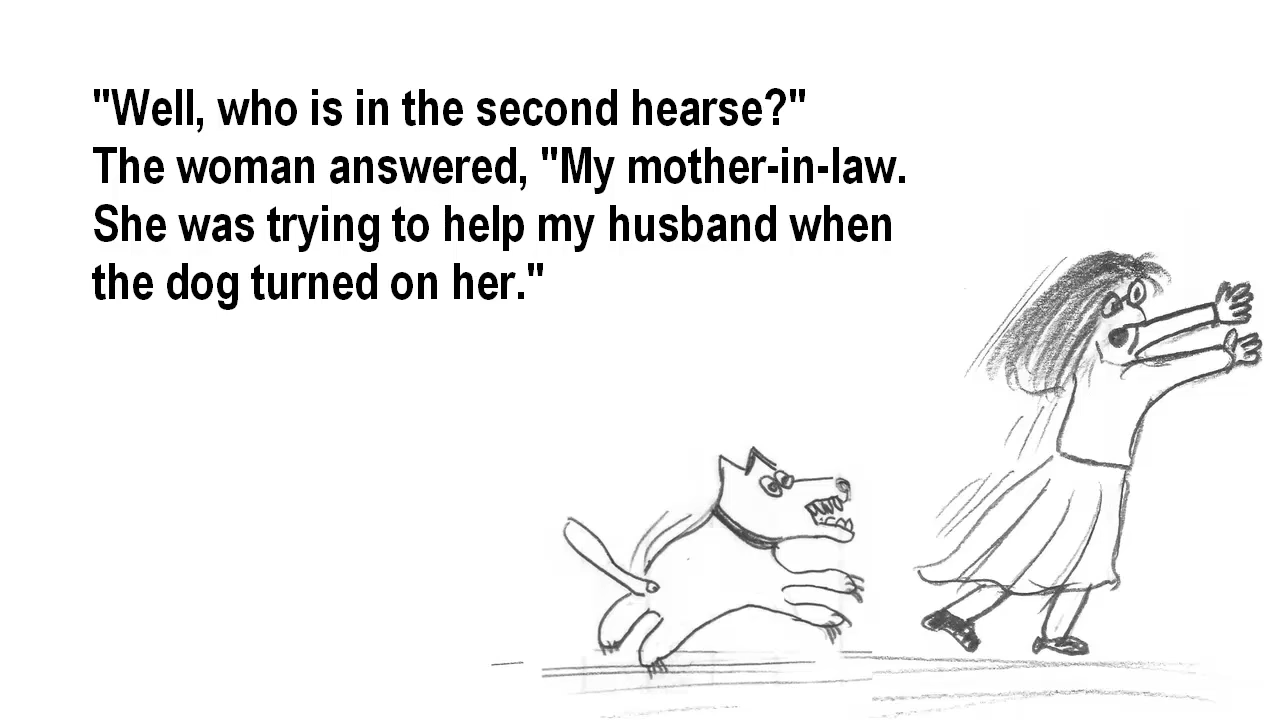 "Well, who is in the second hearse?"
The woman answered, "My mother-in-law.
She was trying to help my husband when
the dog turned on her."